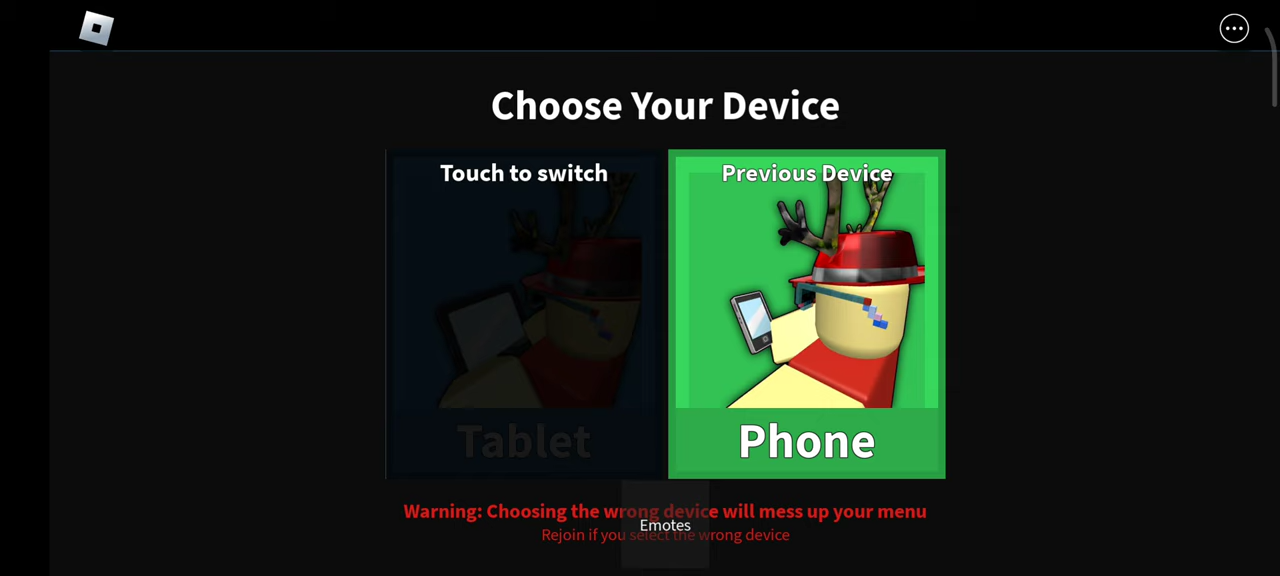 Choose Your Device
Touch to switch
Previous Device
Tablet
Phone
Warning: Choosing the wrong device will mess up your menu
Emotes
Rejoin if you select the wrong device